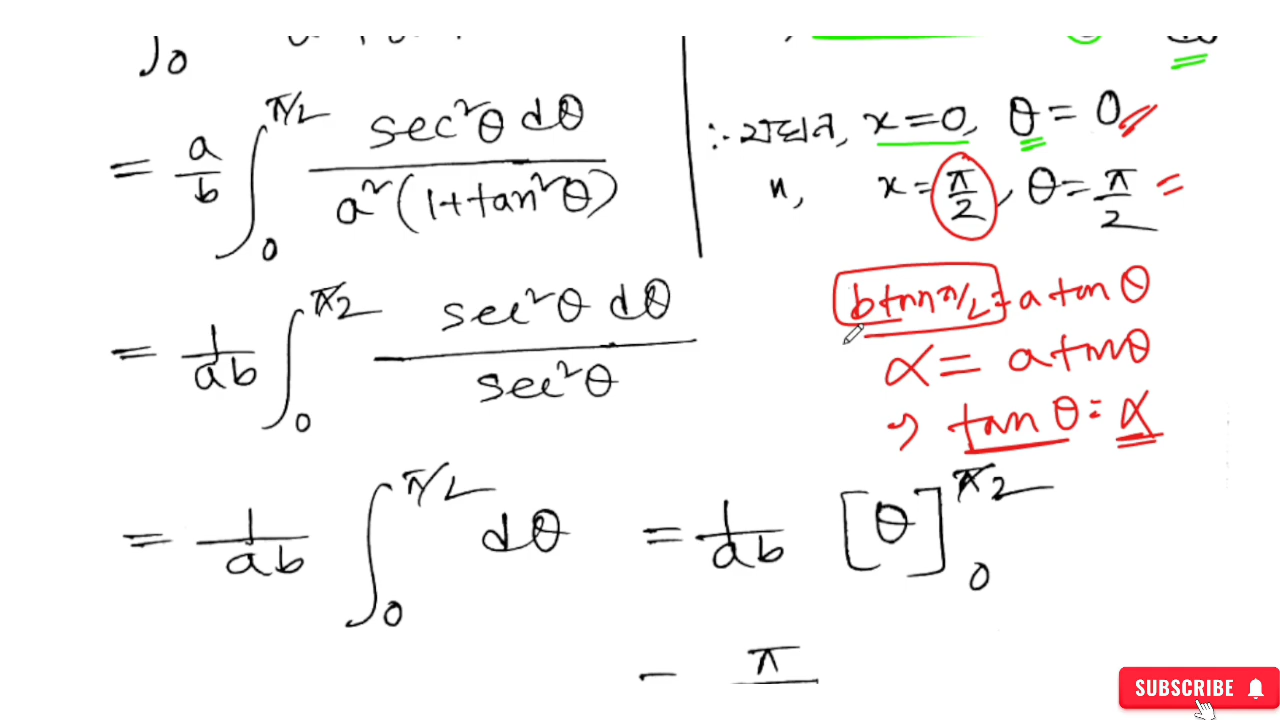 ∫₀
= a/b ∫₀^(π/2) sec²θ dθ / a²(1+tan²θ)
= 1/ab ∫₀^(π/2) sec²θ dθ / sec²θ
= 1/ab ∫₀^(π/2) dθ = 1/ab [θ]₀^(π/2)
= π
∴ যখন, x = 0, θ = 0
", x = π/2, θ = π/2 =
b tan π/2 = a tan θ
α = a tan θ
⇒ tan θ = α
SUBSCRIBE